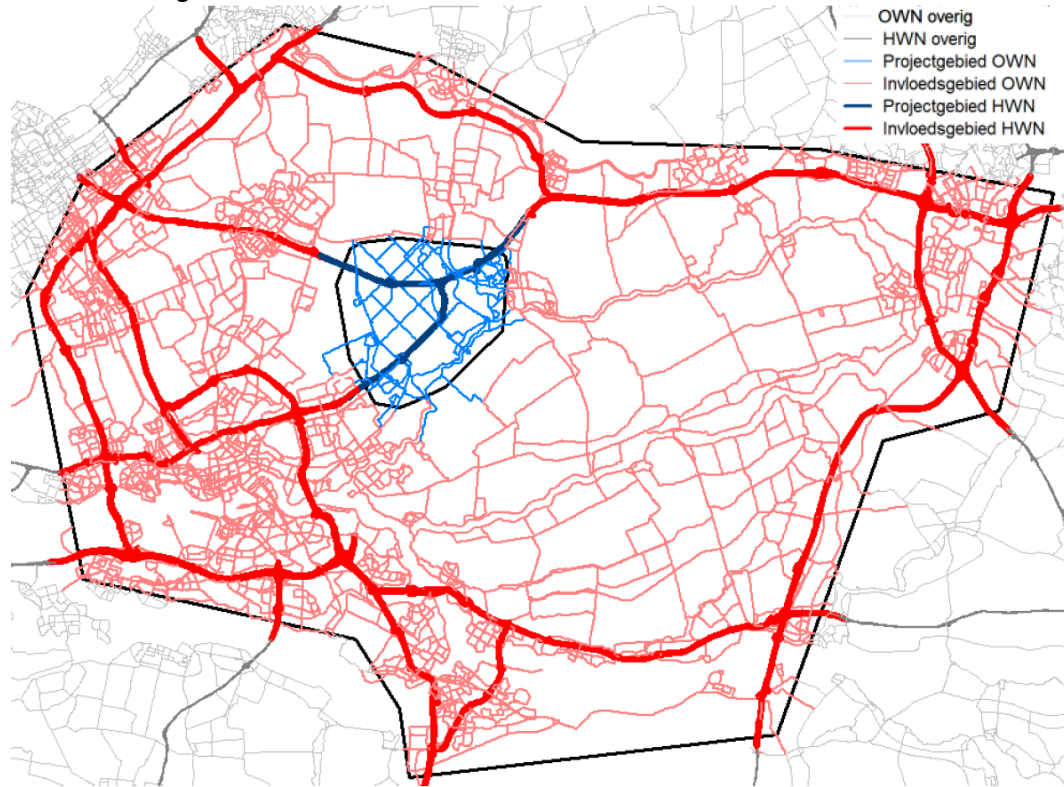 OWN overig
HWN overig
Projectgebied OWN
Invloedsgebied OWN
Projectgebied HWN
Invloedsgebied HWN